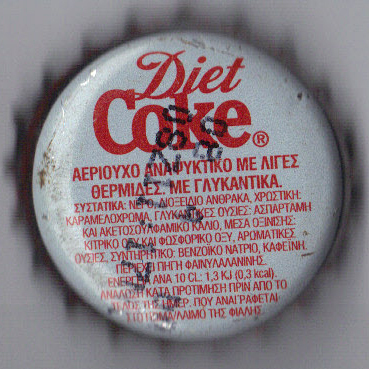 Diet
Coke®
ΑΕΡΙΟΥΧΟ ΑΝΑΨΥΚΤΙΚΟ ΜΕ ΛΙΓΕΣ
ΘΕΡΜΙΔΕΣ ΜΕ ΓΛΥΚΑΝΤΙΚΑ.
ΣΥΣΤΑΤΙΚΑ: ΝΕΡΟ, ΔΙΟΞΕΙΔΙΟ ΑΝΘΡΑΚΑ, ΧΡΩΣΤΙΚΗ:
ΚΑΡΑΜΕΛΟΧΡΩΜΑ, ΓΛΥΚΑΝΤΙΚΕΣ ΟΥΣΙΕΣ: ΑΣΠΑΡΤΑΜΗ
ΚΑΙ ΑΚΕΤΟΣΟΥΛΦΑΜΙΚΟ ΚΑΛΙΟ, ΜΕΣΑ ΟΞΙΝΙΣΗΣ:
ΚΙΤΡΙΚΟ ΟΞΥ ΚΑΙ ΦΩΣΦΟΡΙΚΟ ΟΞΥ, ΑΡΩΜΑΤΙΚΕΣ
ΟΥΣΙΕΣ, ΣΥΝΤΗΡΗΤΙΚΟ: ΒΕΝΖΟΪΚΟ ΝΑΤΡΙΟ, ΚΑΦΕΪΝΗ.
ΠΕΡΙΕΧΕΙ ΠΗΓΗ ΦΑΙΝΥΛΑΛΑΝΙΝΗΣ.
ΕΝΕΡΓΕΙΑ ΑΝΑ 10 CL: 1,3 KJ (0,3 kcal).
ΑΝΑΛΩΣΗ ΚΑΤΑ ΠΡΟΤΙΜΗΣΗ ΠΡΙΝ ΑΠΟ ΤΟ
ΤΕΛΟΣ ΤΗΣ ΗΜΕΡ. ΠΟΥ ΑΝΑΓΡΑΦΕΤΑΙ
ΣΤΟ ΠΩΜΑ/ΛΑΙΜΟ ΤΗΣ ΦΙΑΛΗΣ.